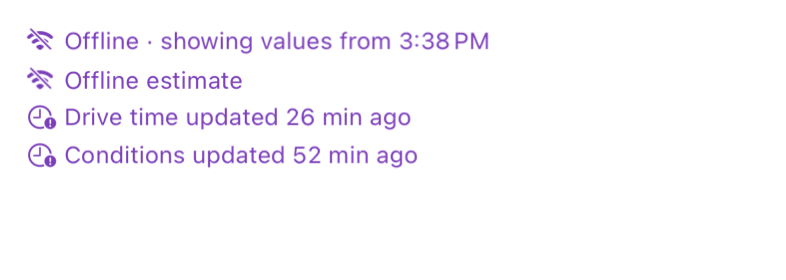 Offline · showing values from 3:38 PM
Offline estimate
Drive time updated 26 min ago
Conditions updated 52 min ago